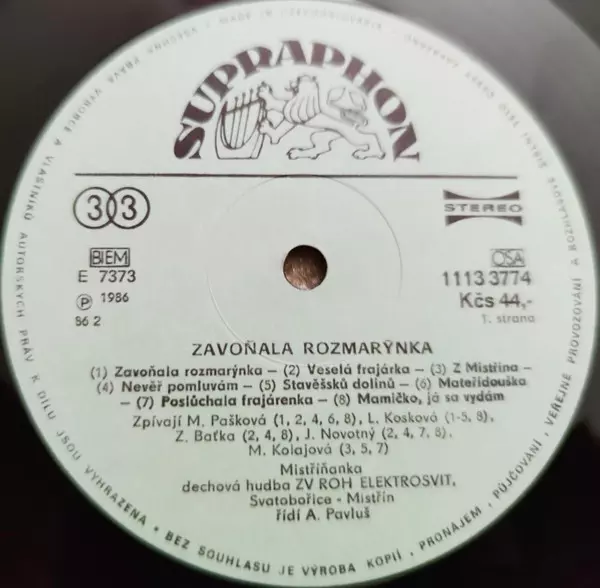 SUPRAPHON
33
STEREO
BIEM
OSA
E 7373
1113 3774
℗ 1986
Kčs 44,-
86 2
1. strana
ZAVOŇALA ROZMARÝNKA
(1) Zavoňala rozmarýnka – (2) Veselá frajárka – (3) Z Mistřína –
(4) Nevěř pomluvám – (5) Stavěšskú dolinú – (6) Mateřídouška
– (7) Poslúchala frajárenka – (8) Mamičko, já sa vydám
Zpívají M. Pašková (1, 2, 4, 6, 8), L. Kosková (1-5, 8),
Z. Baťka (2, 4, 8), J. Novotný (2, 4, 7, 8),
M. Kolajová (3, 5, 7)
Mistříňanka
dechová hudba ZV ROH ELEKTROSVIT,
Svatobořice - Mistřín
řídí A. Pavluš
VŠECHNA PRÁVA VÝROBCE A VLASTNÍKŮ AUTORSKÝCH PRÁV K DÍLU JSOU VYHRAZENA • BEZ SOUHLASU JE VÝROBA KOPIÍ, PRONÁJEM, PŮJČOVÁNÍ, VEŘEJNÉ PROVOZOVÁNÍ A ROZHLASOVÉ ŠÍŘENÍ TÉTO DESKY ZAKÁZÁNO • MADE IN CZECHOSLOVAKIA •